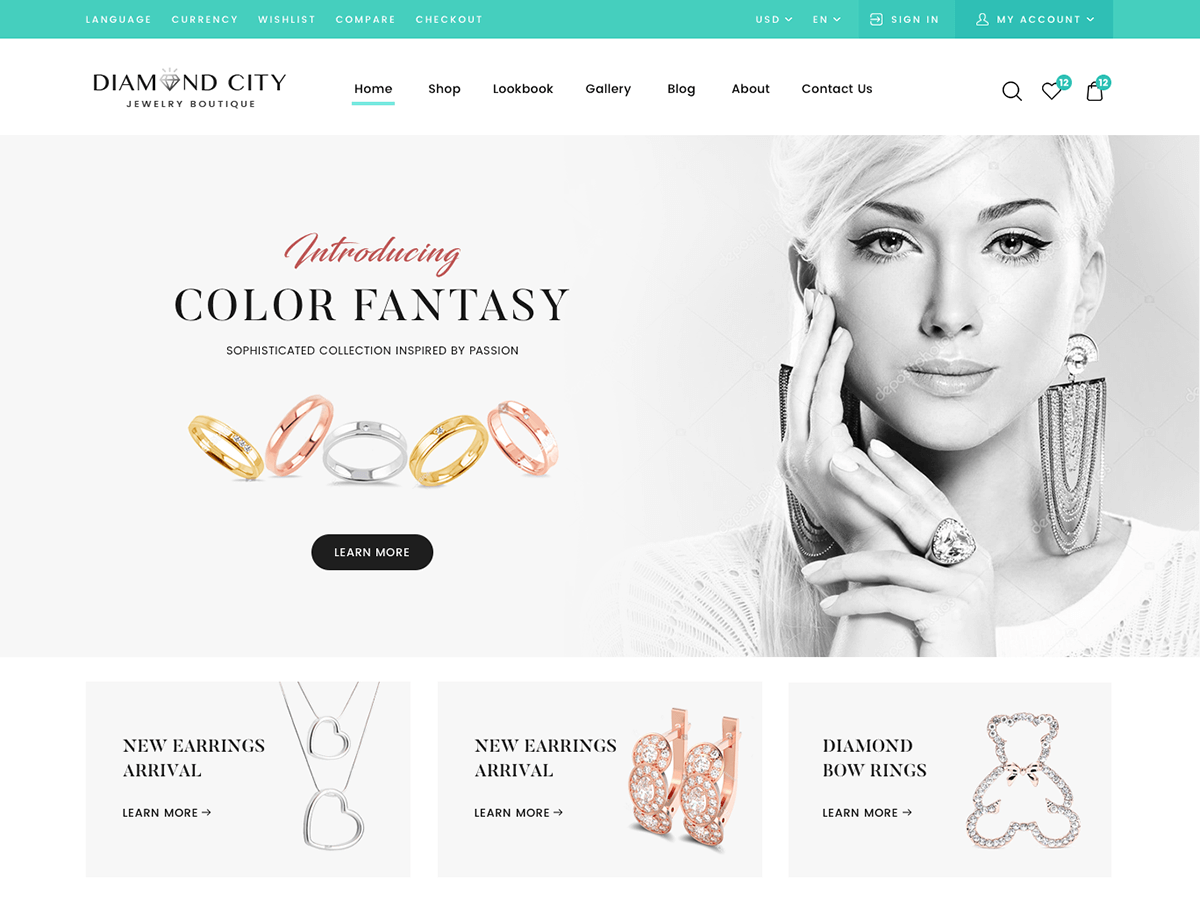 LANGUAGE CURRENCY WISHLIST COMPARE CHECKOUT USD EN SIGN IN MY ACCOUNT
DIAMOND CITY
JEWELRY BOUTIQUE
Home Shop Lookbook Gallery Blog About Contact Us
12 12
Introducing
COLOR FANTASY
SOPHISTICATED COLLECTION INSPIRED BY PASSION
LEARN MORE
NEW EARRINGS
ARRIVAL
LEARN MORE →
NEW EARRINGS
ARRIVAL
LEARN MORE →
DIAMOND
BOW RINGS
LEARN MORE →